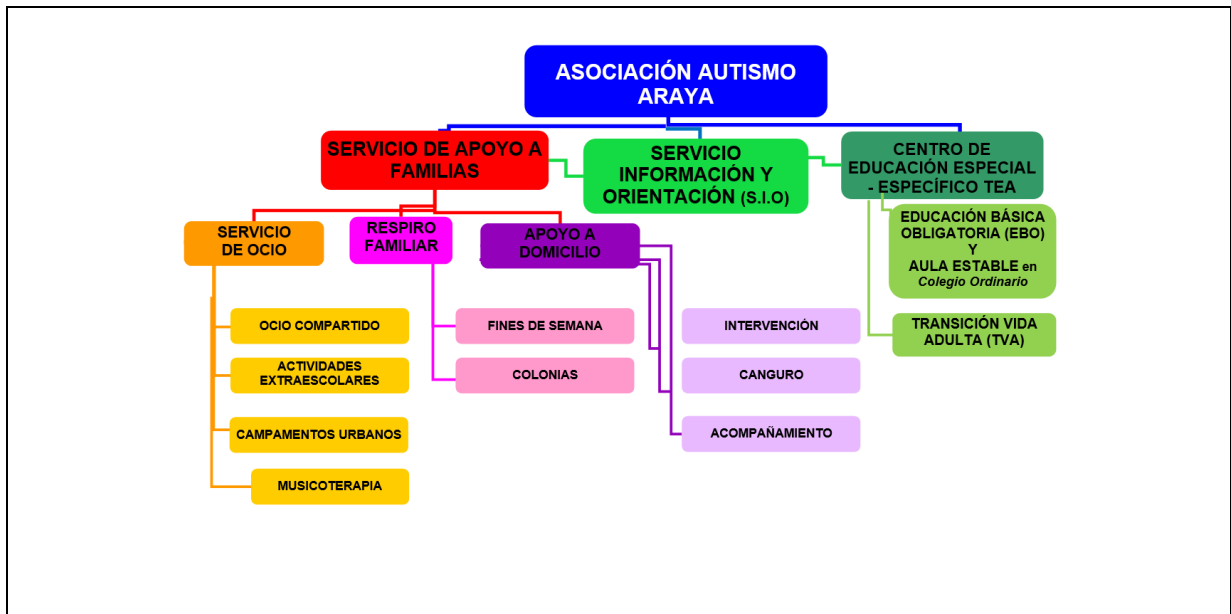 ASOCIACIÓN AUTISMO
ARAYA
SERVICIO DE APOYO A
FAMILIAS
SERVICIO
INFORMACIÓN Y
ORIENTACIÓN (S.I.O)
CENTRO DE
EDUCACIÓN ESPECIAL
- ESPECÍFICO TEA
SERVICIO
DE OCIO
RESPIRO
FAMILIAR
APOYO A
DOMICILIO
EDUCACIÓN BÁSICA
OBLIGATORIA (EBO)
Y
AULA ESTABLE en
Colegio Ordinario
TRANSICIÓN VIDA
ADULTA (TVA)
OCIO COMPARTIDO
ACTIVIDADES
EXTRAESCOLARES
CAMPAMENTOS URBANOS
MUSICOTERAPIA
FINES DE SEMANA
COLONIAS
INTERVENCIÓN
CANGURO
ACOMPAÑAMIENTO